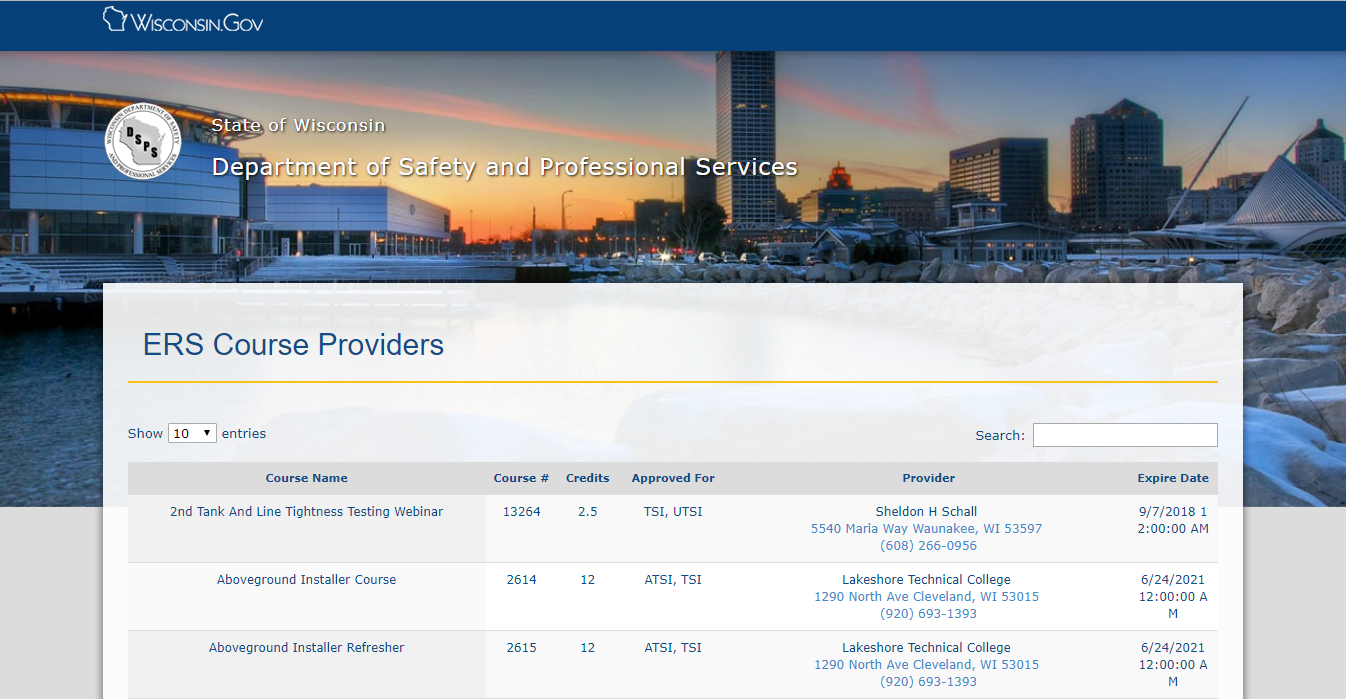 WISCONSIN.GOV
WISCONSIN DEPARTMENT OF SAFETY
AND PROFESSIONAL SERVICES
DSPS
State of Wisconsin
Department of Safety and Professional Services
ERS Course Providers
Show 10 entries Search:
Course Name Course # Credits Approved For Provider Expire Date
2nd Tank And Line Tightness Testing Webinar 13264 2.5 TSI, UTSI Sheldon H Schall 9/7/2018 1
5540 Maria Way Waunakee, WI 53597 2:00:00 AM
(608) 266-0956
Aboveground Installer Course 2614 12 ATSI, TSI Lakeshore Technical College 6/24/2021
1290 North Ave Cleveland, WI 53015 12:00:00 A
(920) 693-1393 M
Aboveground Installer Refresher 2615 12 ATSI, TSI Lakeshore Technical College 6/24/2021
1290 North Ave Cleveland, WI 53015 12:00:00 A
(920) 693-1393 M